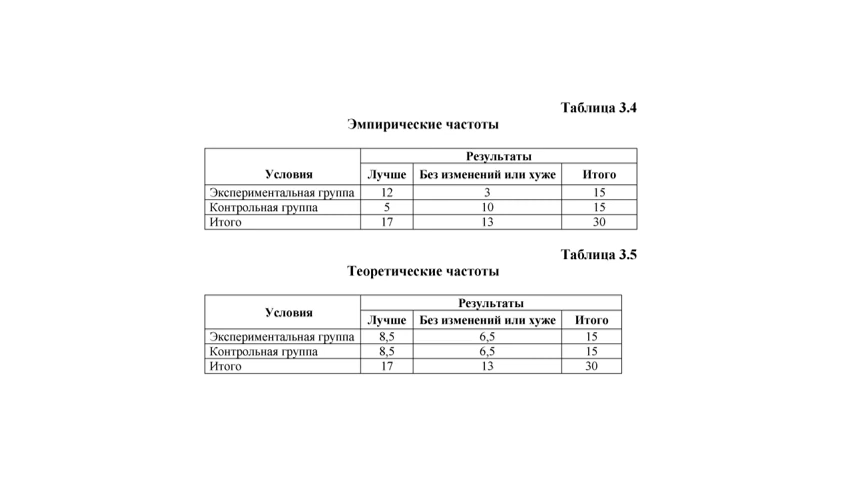 Таблица 3.4
Эмпирические частоты
Результаты
Условия Лучше Без изменений или хуже Итого
Экспериментальная группа 12 3 15
Контрольная группа 5 10 15
Итого 17 13 30
Таблица 3.5
Теоретические частоты
Условия Результаты
Лучше Без изменений или хуже Итого
Экспериментальная группа 8,5 6,5 15
Контрольная группа 8,5 6,5 15
Итого 17 13 30